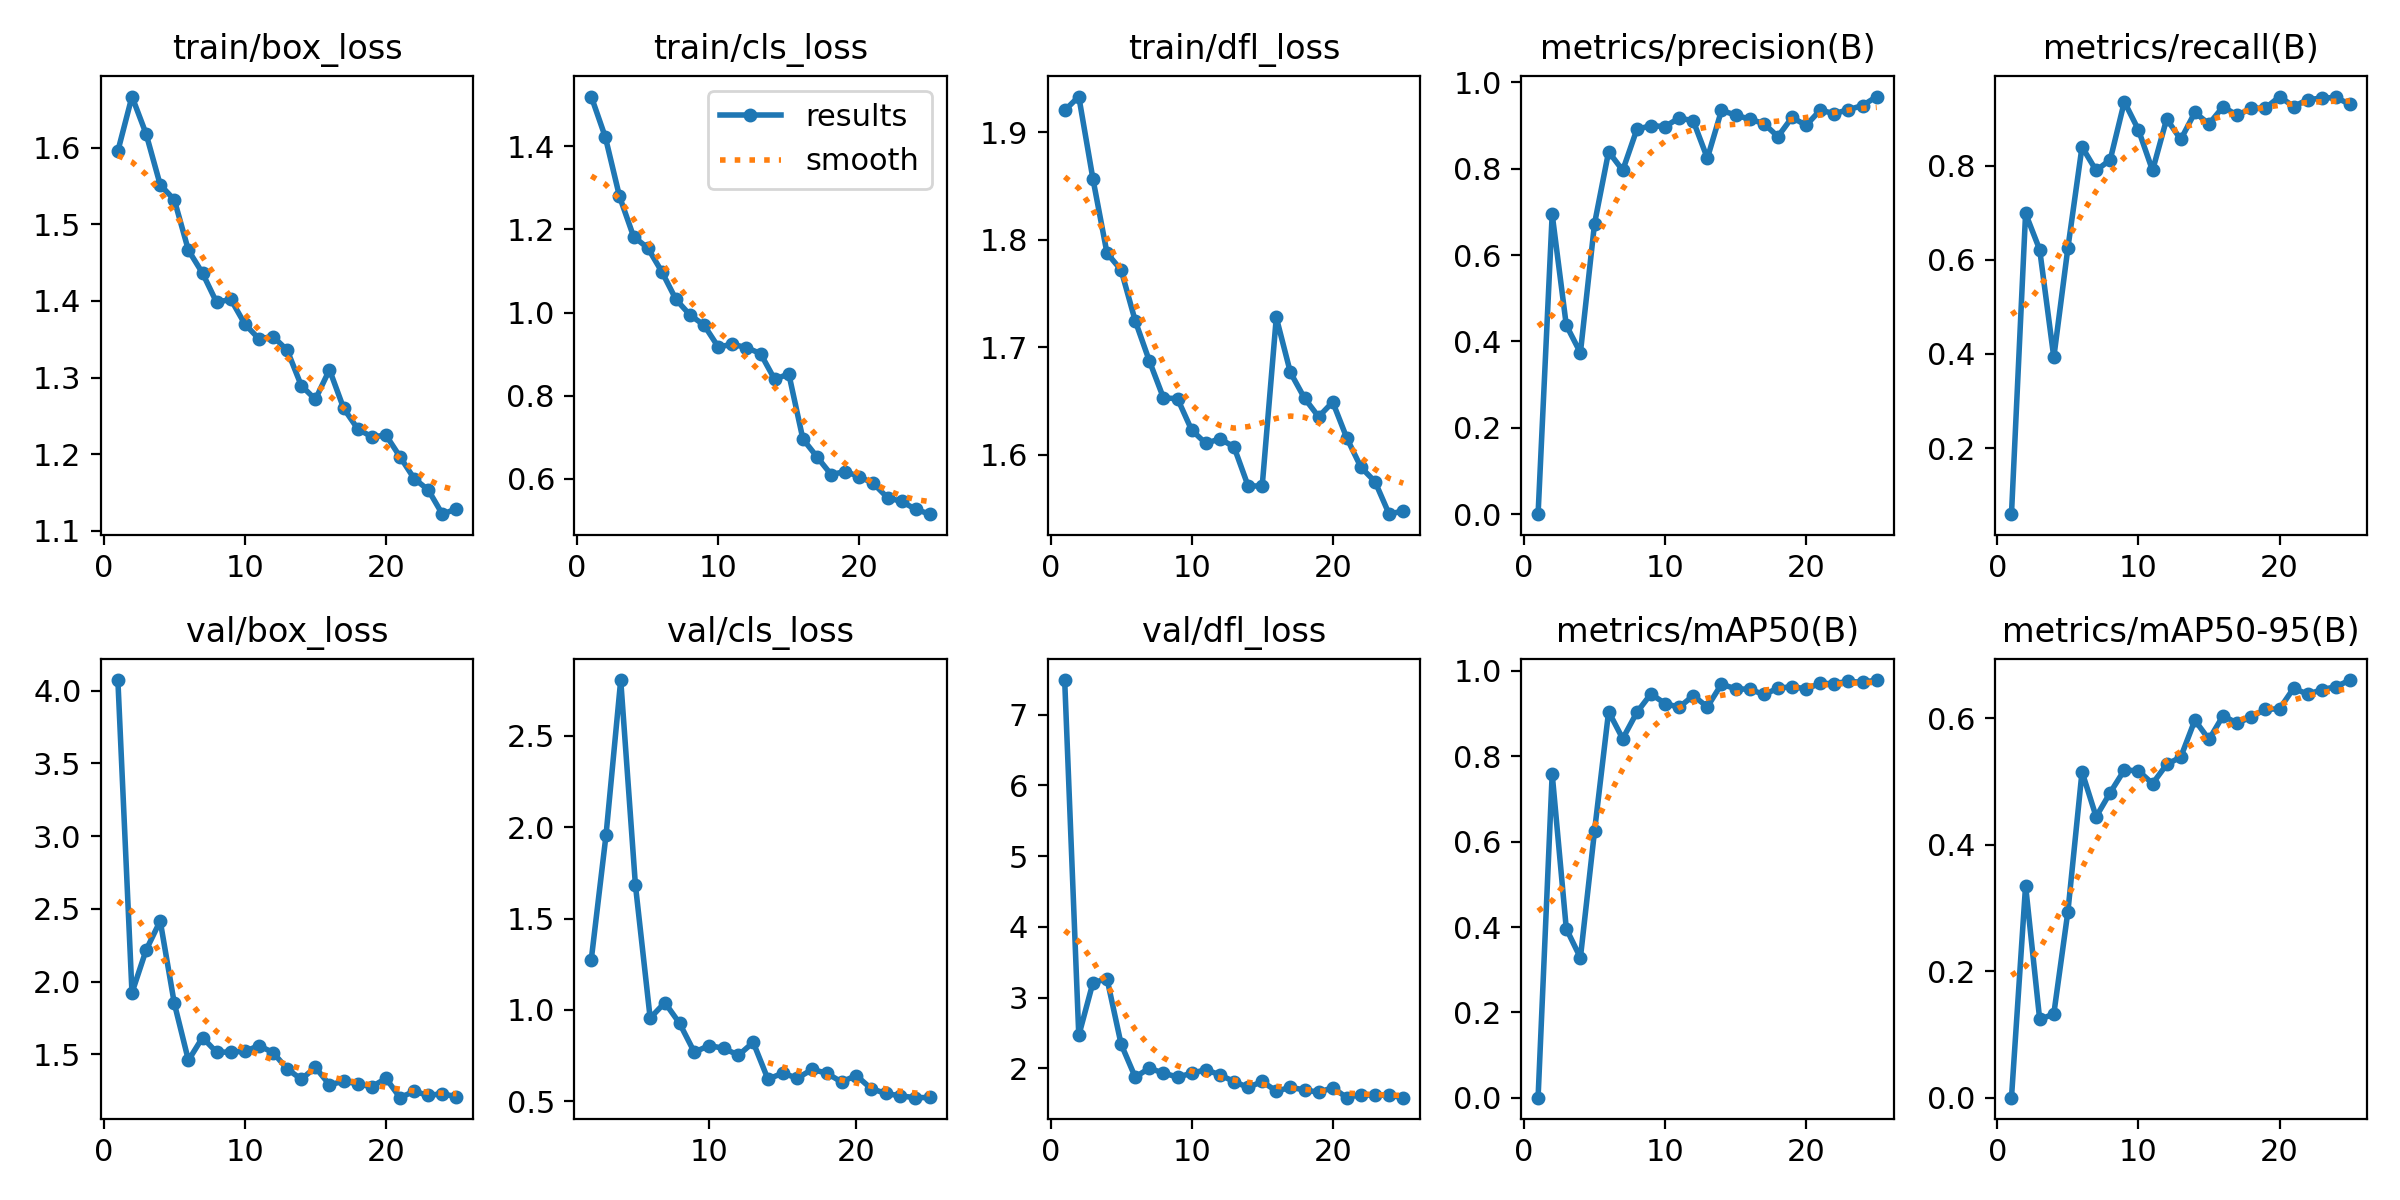 train/box_loss
1.6
1.5
1.4
1.3
1.2
1.1
0 10 20
train/cls_loss
results
smooth
1.4
1.2
1.0
0.8
0.6
0 10 20
train/dfl_loss
1.9
1.8
1.7
1.6
0 10 20
metrics/precision(B)
1.0
0.8
0.6
0.4
0.2
0.0
0 10 20
metrics/recall(B)
0.8
0.6
0.4
0.2
0 10 20
val/box_loss
4.0
3.5
3.0
2.5
2.0
1.5
0 10 20
val/cls_loss
2.5
2.0
1.5
1.0
0.5
10 20
val/dfl_loss
7
6
5
4
3
2
0 10 20
metrics/mAP50(B)
1.0
0.8
0.6
0.4
0.2
0.0
0 10 20
metrics/mAP50-95(B)
0.6
0.4
0.2
0.0
0 10 20